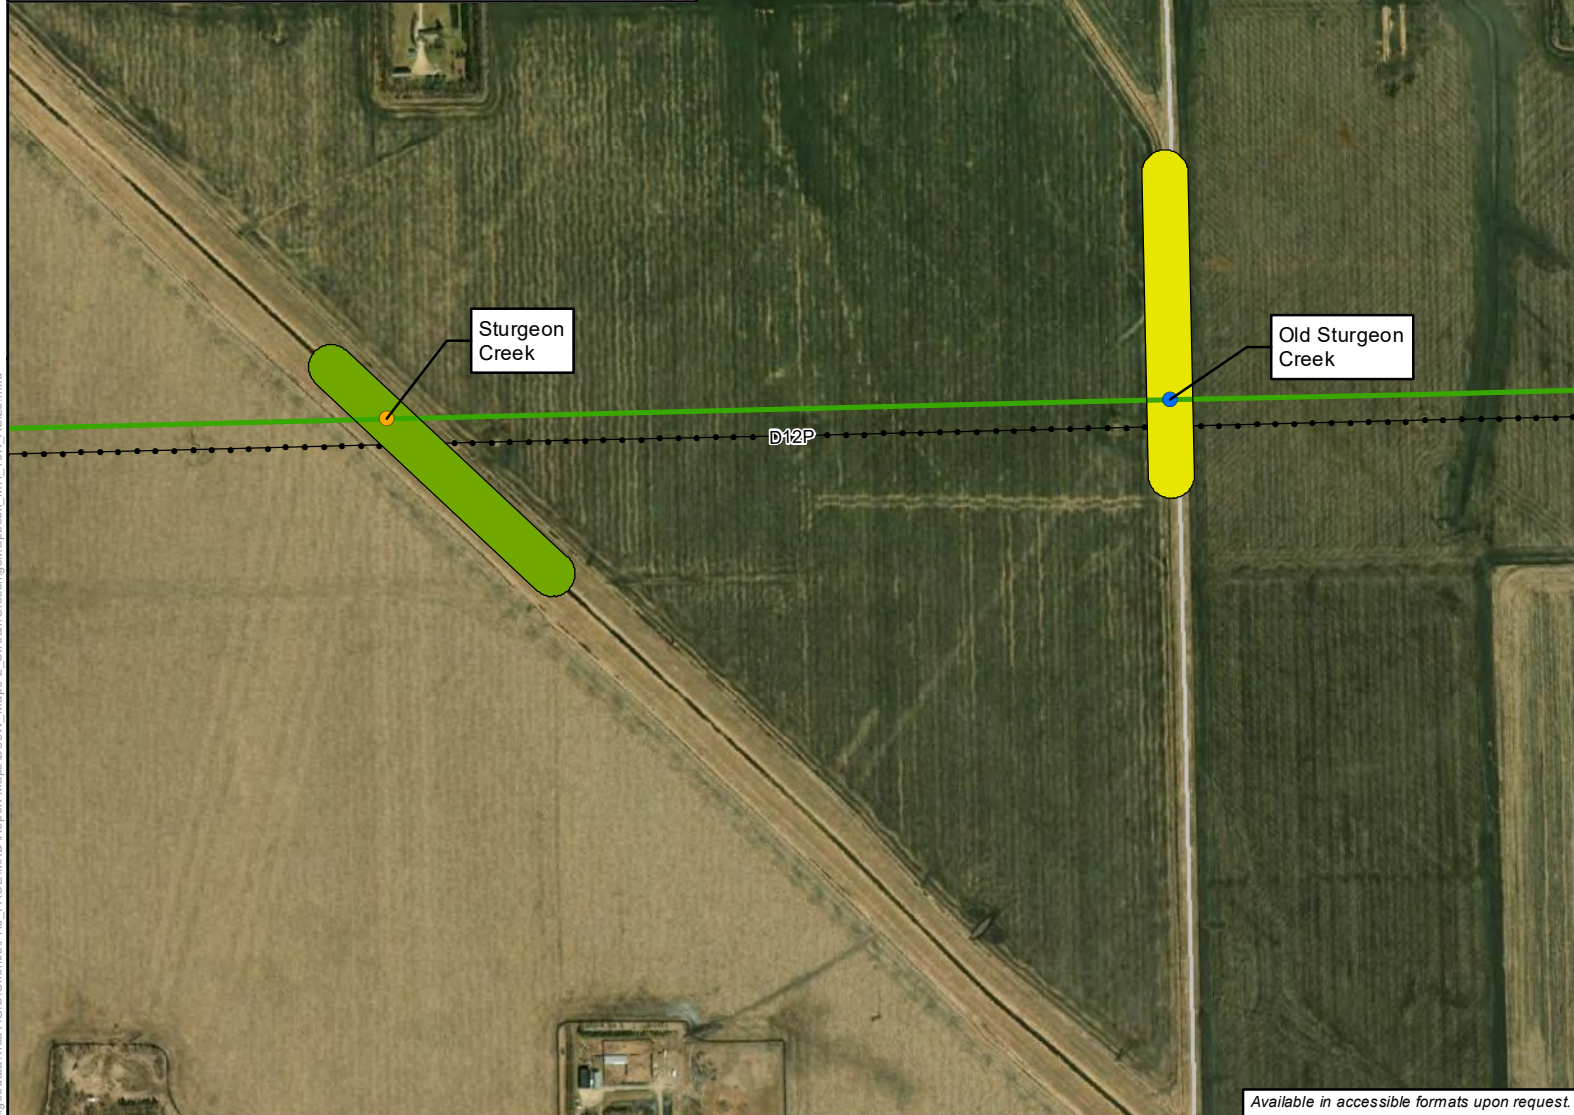 Sturgeon
Creek
Old Sturgeon
Creek
D12P
Available in accessible formats upon request.